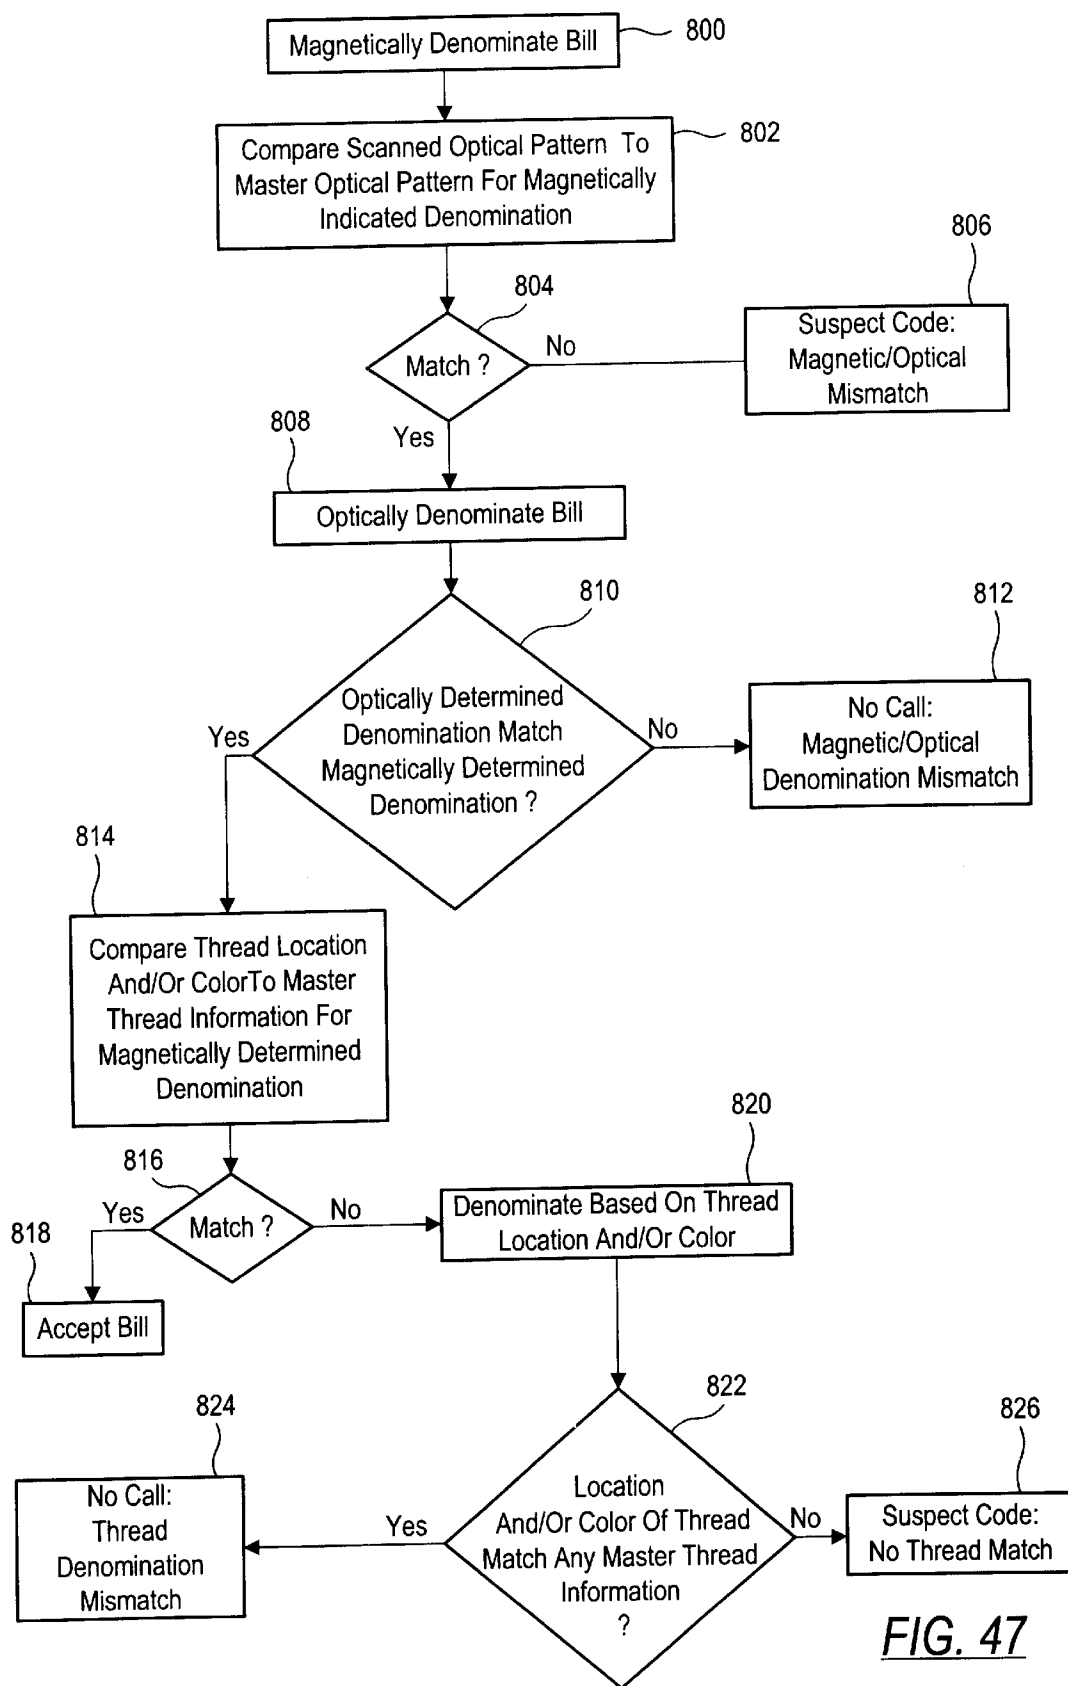 Magnetically Denominate Bill
800
Compare Scanned Optical Pattern To
Master Optical Pattern For Magnetically
Indicated Denomination
802
804
Match ?
No
Yes
806
Suspect Code:
Magnetic/Optical
Mismatch
808
Optically Denominate Bill
810
Optically Determined
Denomination Match
Magnetically Determined
Denomination ?
Yes
No
812
No Call:
Magnetic/Optical
Denomination Mismatch
814
Compare Thread Location
And/Or ColorTo Master
Thread Information For
Magnetically Determined
Denomination
816
Match ?
Yes
No
818
Accept Bill
820
Denominate Based On Thread
Location And/Or Color
822
Location
And/Or Color Of Thread
Match Any Master Thread
Information
?
Yes
No
824
No Call:
Thread
Denomination
Mismatch
826
Suspect Code:
No Thread Match
FIG. 47